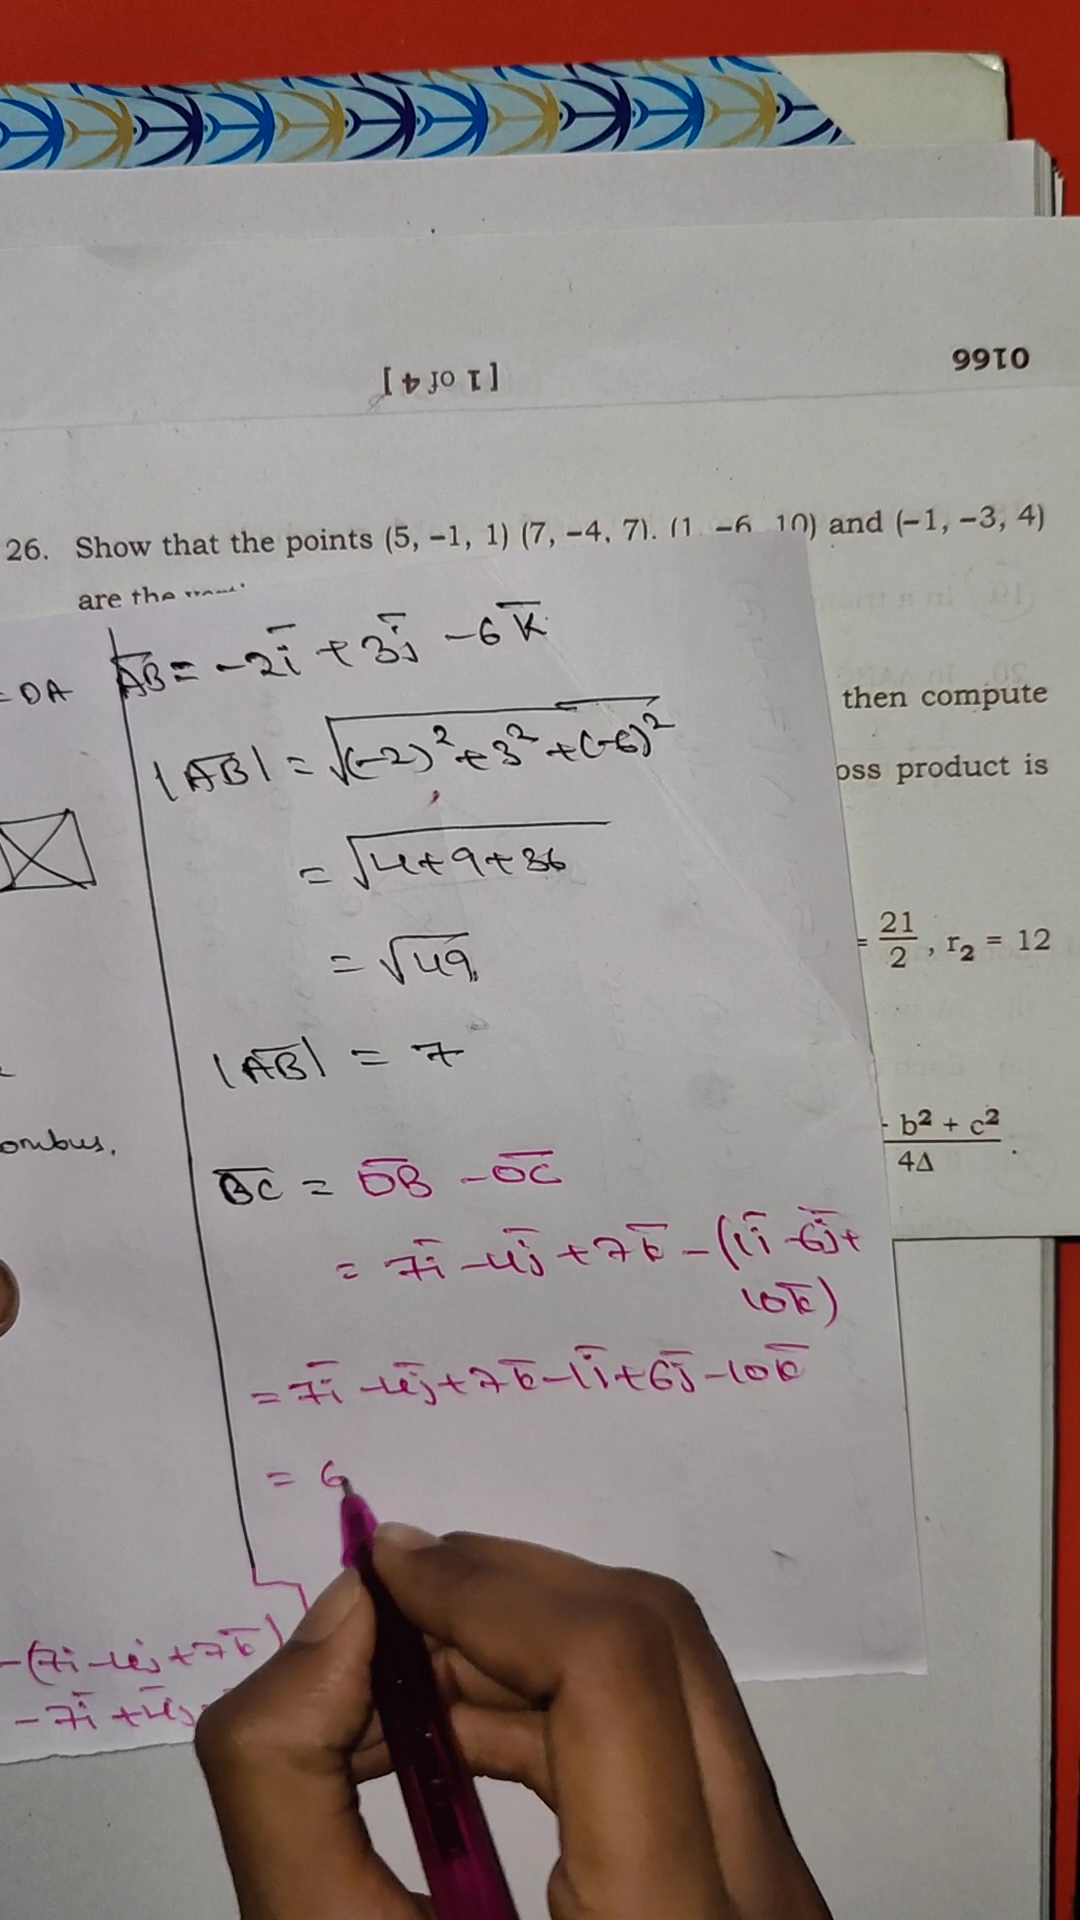 0166
[ 1 of 4 ]
26. Show that the points (5, –1, 1) (7, –4, 7), (1, –6, 10) and (–1, –3, 4)
are the
= DA
AB̅ = -2i̅ + 3j̅ - 6k̅
then compute
|AB̅| = √(-2)² + 3² + (-6)²
oss product is
= √4+9+36
= 21/2 , r₂ = 12
= √49
|AB̅| = 7
b² + c²
4Δ
ombus.
BC̅ = OB̅ - OC̅
= 7i̅ - 4j̅ + 7k̅ - (1i̅ - 6j̅ +
10k̅)
= 7i̅ - 4j̅ + 7k̅ - 1i̅ + 6j̅ - 10k̅
= 6
-(7i - 4j + 7k̅)
- 7i̅ + 4j